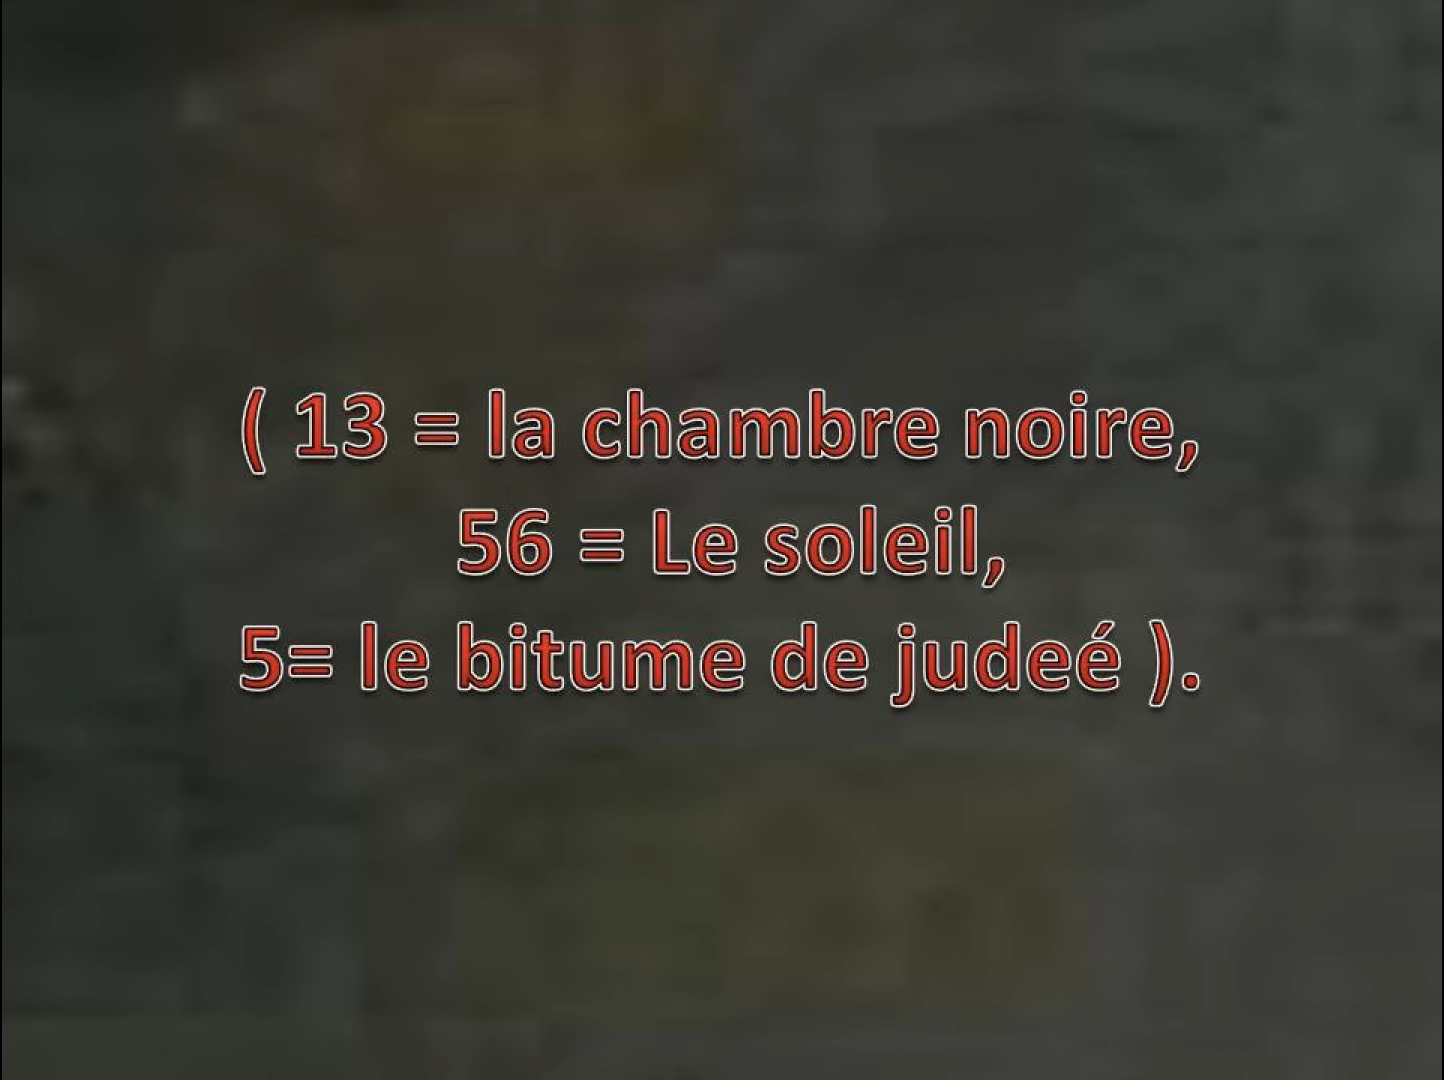 ( 13 = la chambre noire,
56 = Le soleil,
5= le bitume de judeé ).